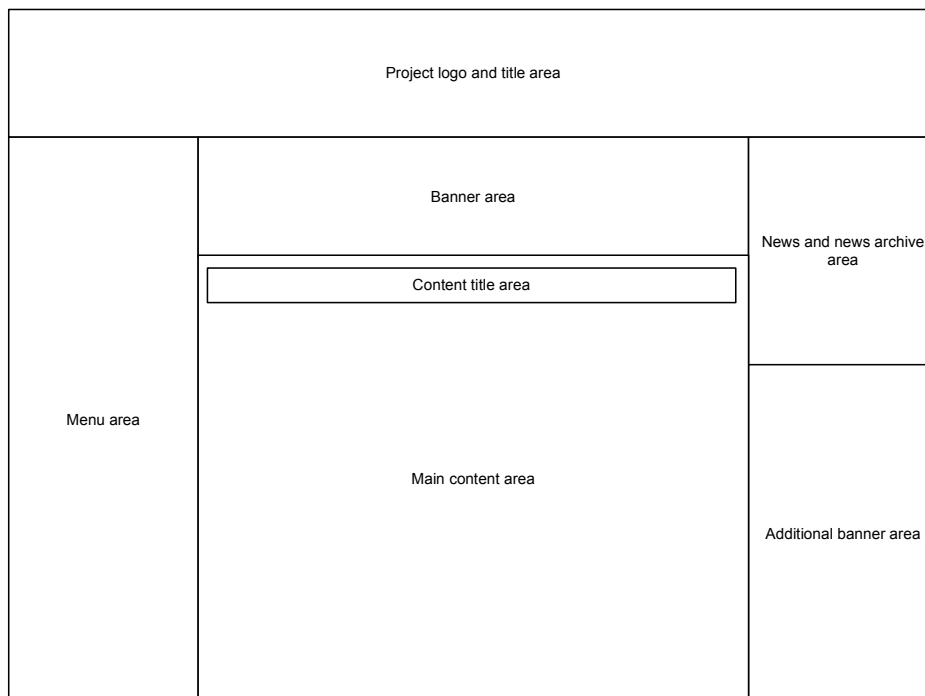 Project logo and title area
Banner area
News and news archive
area
Content title area
Menu area
Main content area
Additional banner area